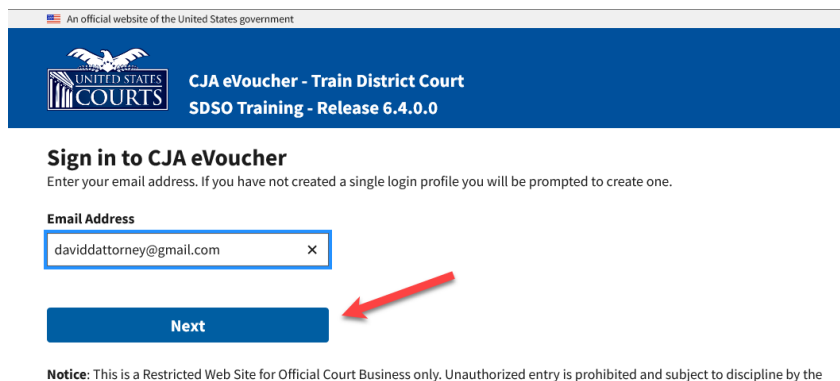 An official website of the United States government
UNITED STATES
COURTS
CJA eVoucher - Train District Court
SDSO Training - Release 6.4.0.0
Sign in to CJA eVoucher
Enter your email address. If you have not created a single login profile you will be prompted to create one.
Email Address
daviddattorney@gmail.com
Next
Notice: This is a Restricted Web Site for Official Court Business only. Unauthorized entry is prohibited and subject to discipline by the